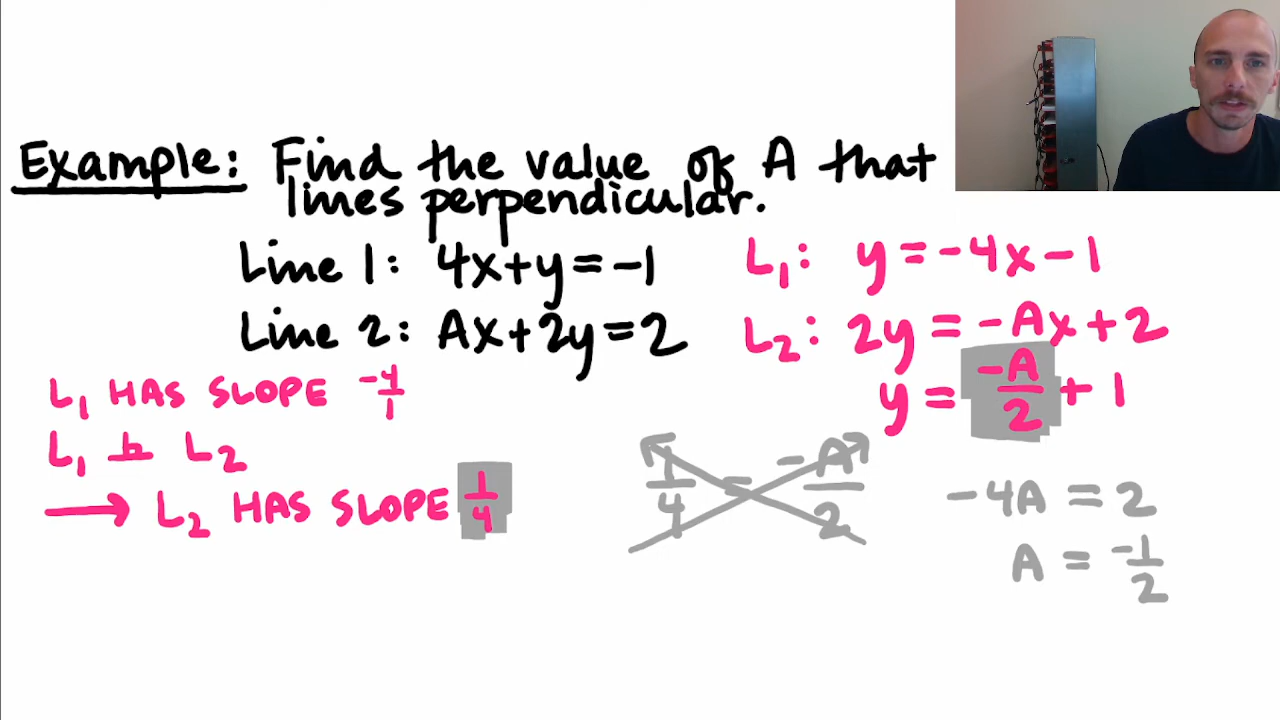 Example: Find the value of A that
lines perpendicular.
Line 1: 4x+y=-1
Line 2: Ax+2y=2
L₁: y=-4x-1
L₂: 2y=-Ax+2
y=-A/2+1
L₁ HAS SLOPE -4/1
L₁ ⊥ L₂
→ L₂ HAS SLOPE 1/4
1/4 = -A/2
-4A=2
A=-1/2